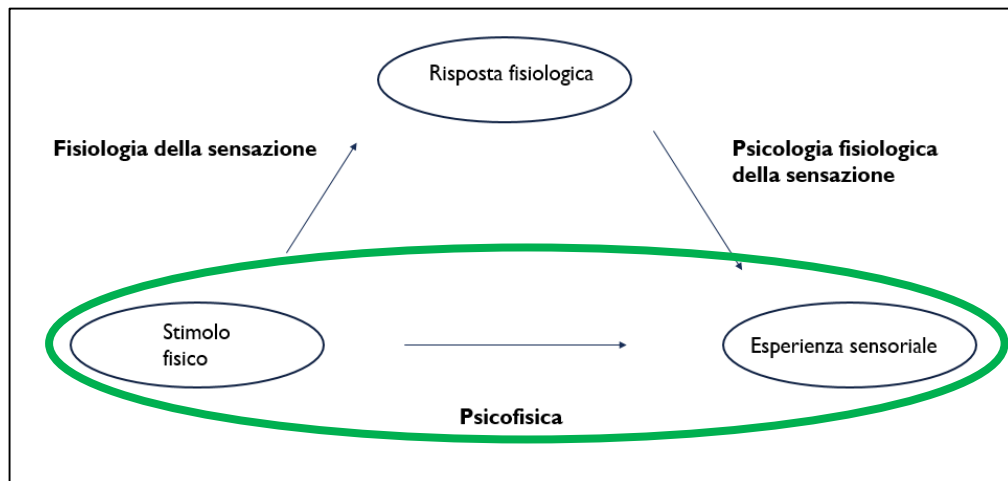 Risposta fisiologica
Fisiologia della sensazione
Psicologia fisiologica
della sensazione
Stimolo
fisico
Esperienza sensoriale
Psicofisica